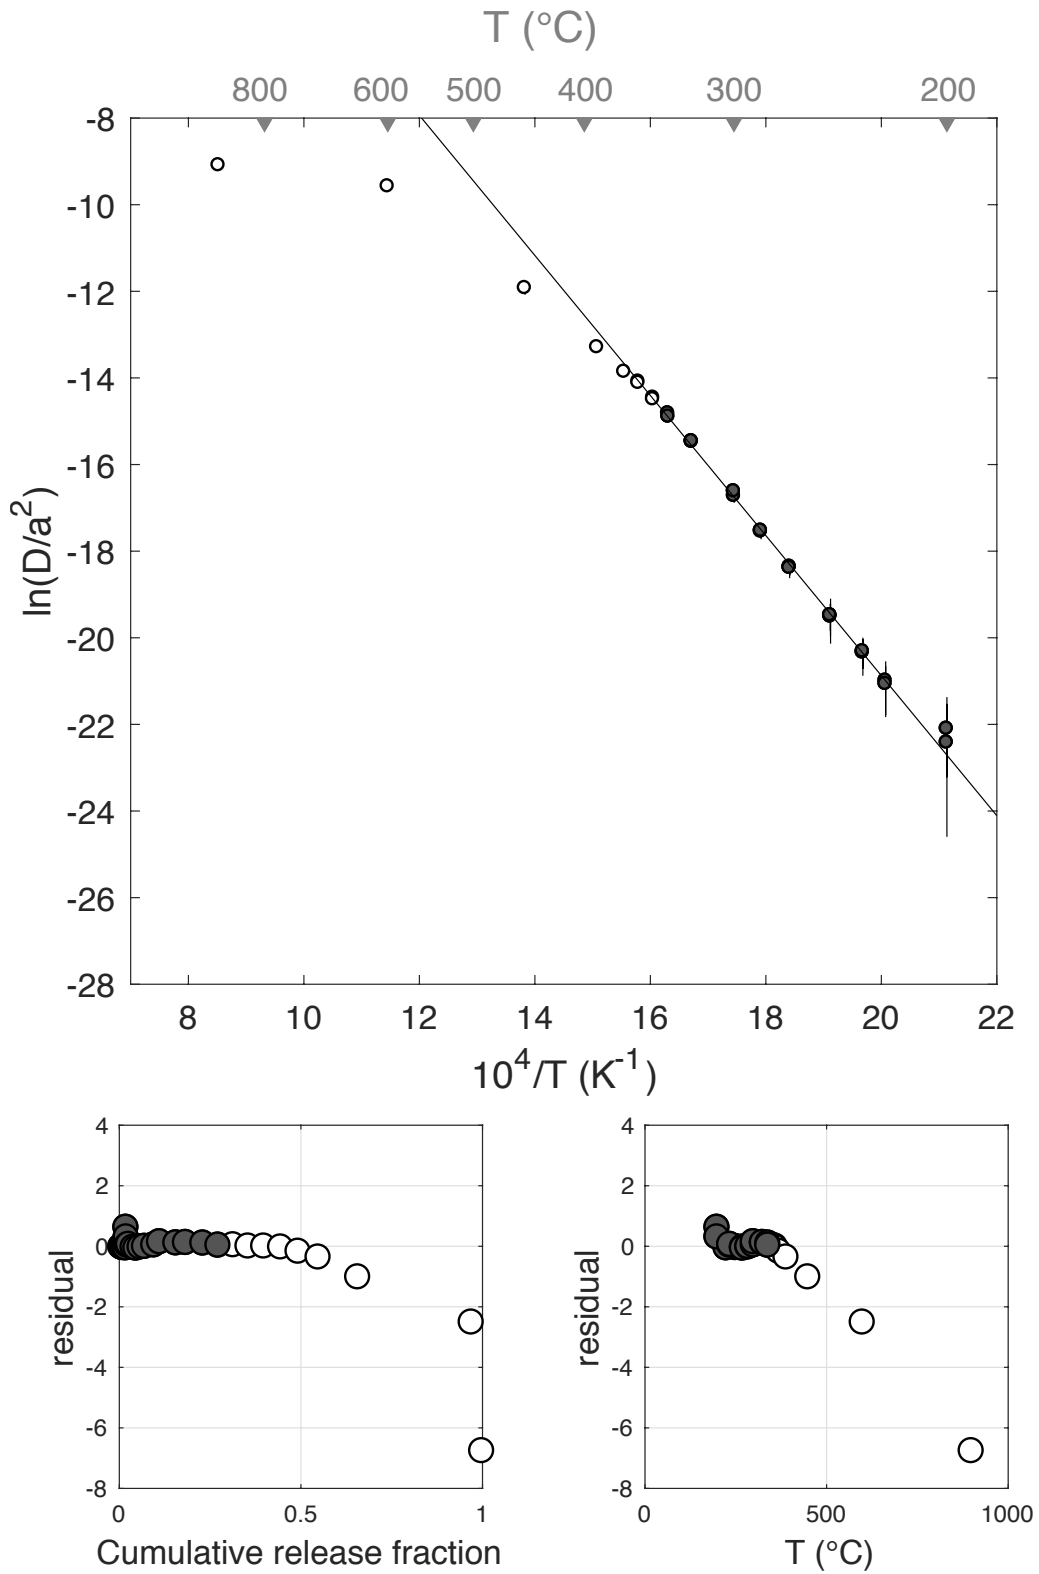 T (°C)
800 600 500 400 300 200
-8
-10
-12
-14
-16
-18
-20
-22
-24
-26
-28
ln(D/a²)
8 10 12 14 16 18 20 22
10⁴/T (K⁻¹)
4
2
0
-2
-4
-6
-8
residual
0 0.5 1
Cumulative release fraction
4
2
0
-2
-4
-6
-8
residual
0 500 1000
T (°C)